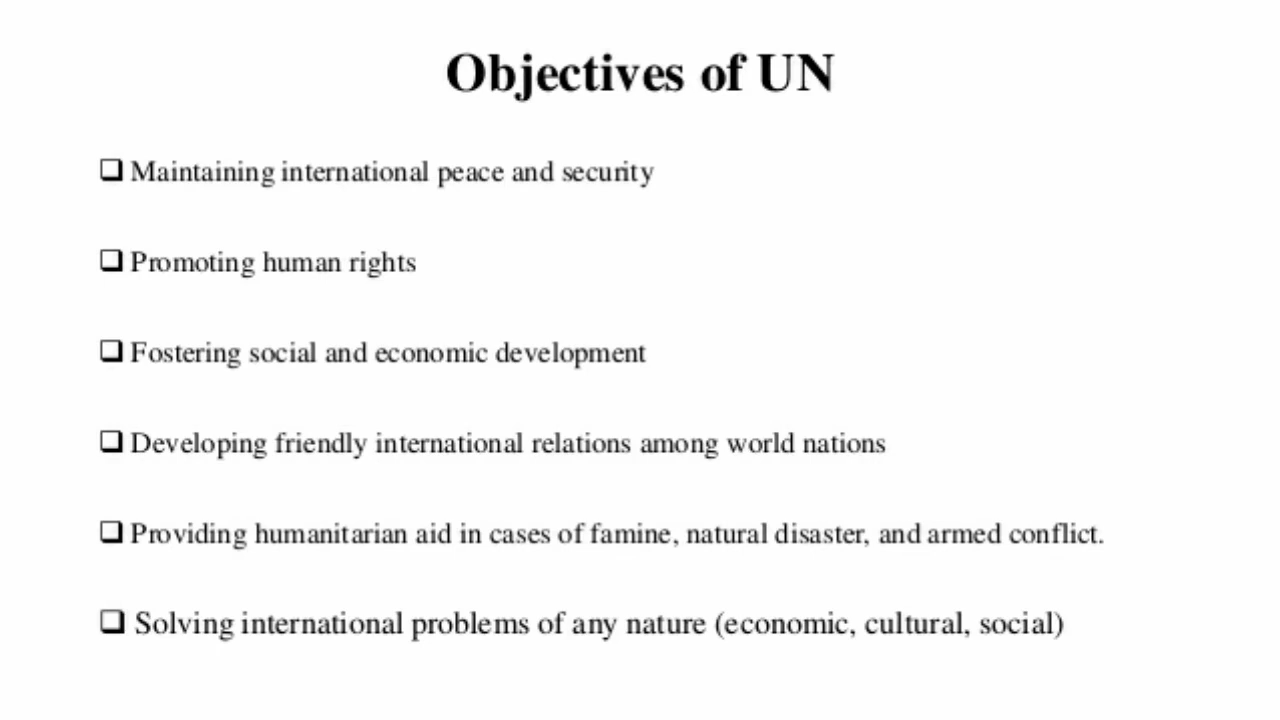 Objectives of UN
❑ Maintaining international peace and security
❑ Promoting human rights
❑ Fostering social and economic development
❑ Developing friendly international relations among world nations
❑ Providing humanitarian aid in cases of famine, natural disaster, and armed conflict.
❑ Solving international problems of any nature (economic, cultural, social)